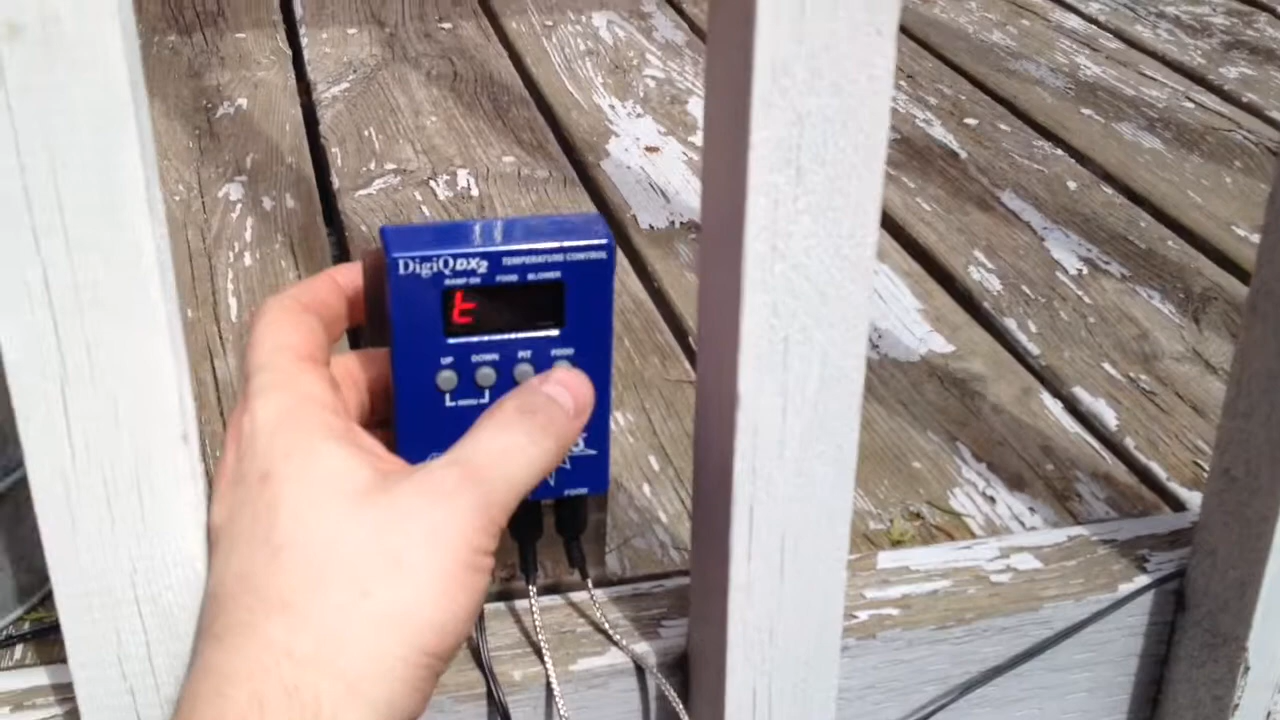 DigiQ DX2 TEMPERATURE CONTROL
RAMP ON FOOD BLOWER
t
UP DOWN PIT FOOD
MENU
FOOD